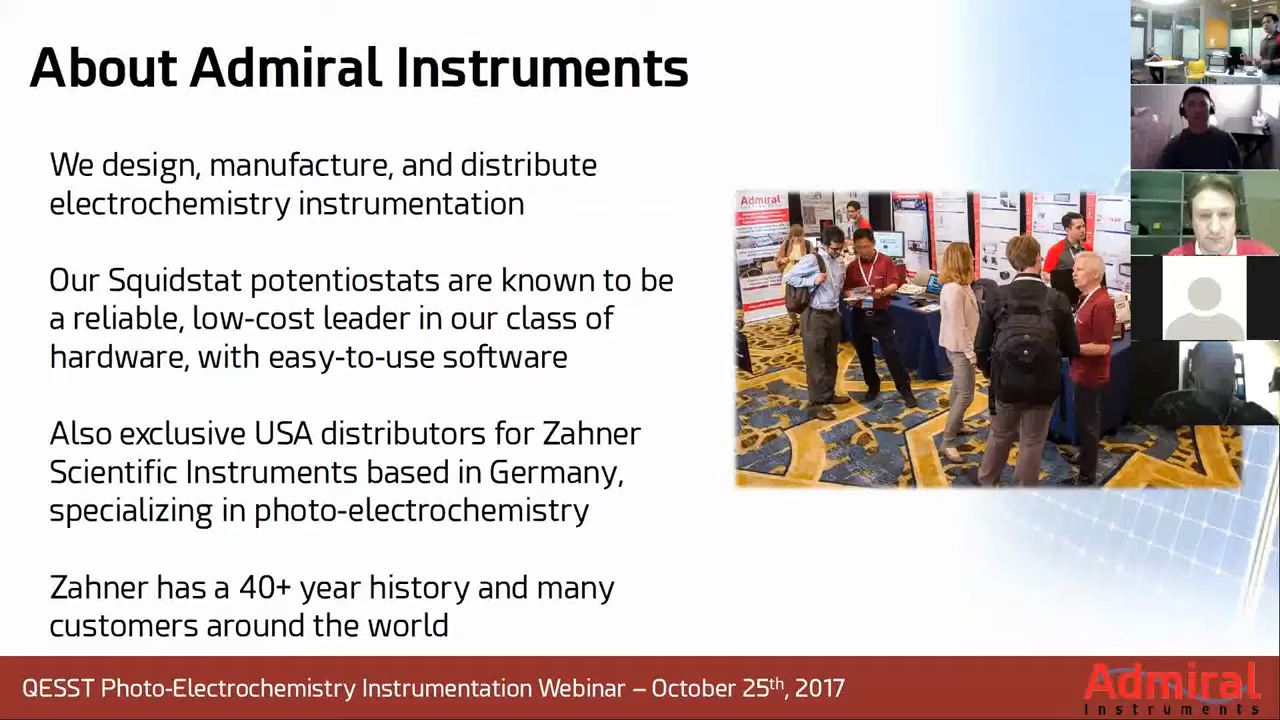 About Admiral Instruments
We design, manufacture, and distribute
electrochemistry instrumentation
Our Squidstat potentiostats are known to be
a reliable, low-cost leader in our class of
hardware, with easy-to-use software
Also exclusive USA distributors for Zahner
Scientific Instruments based in Germany,
specializing in photo-electrochemistry
Zahner has a 40+ year history and many
customers around the world
Admiral
QESST Photo-Electrochemistry Instrumentation Webinar – October 25th, 2017
Admiral
Instruments